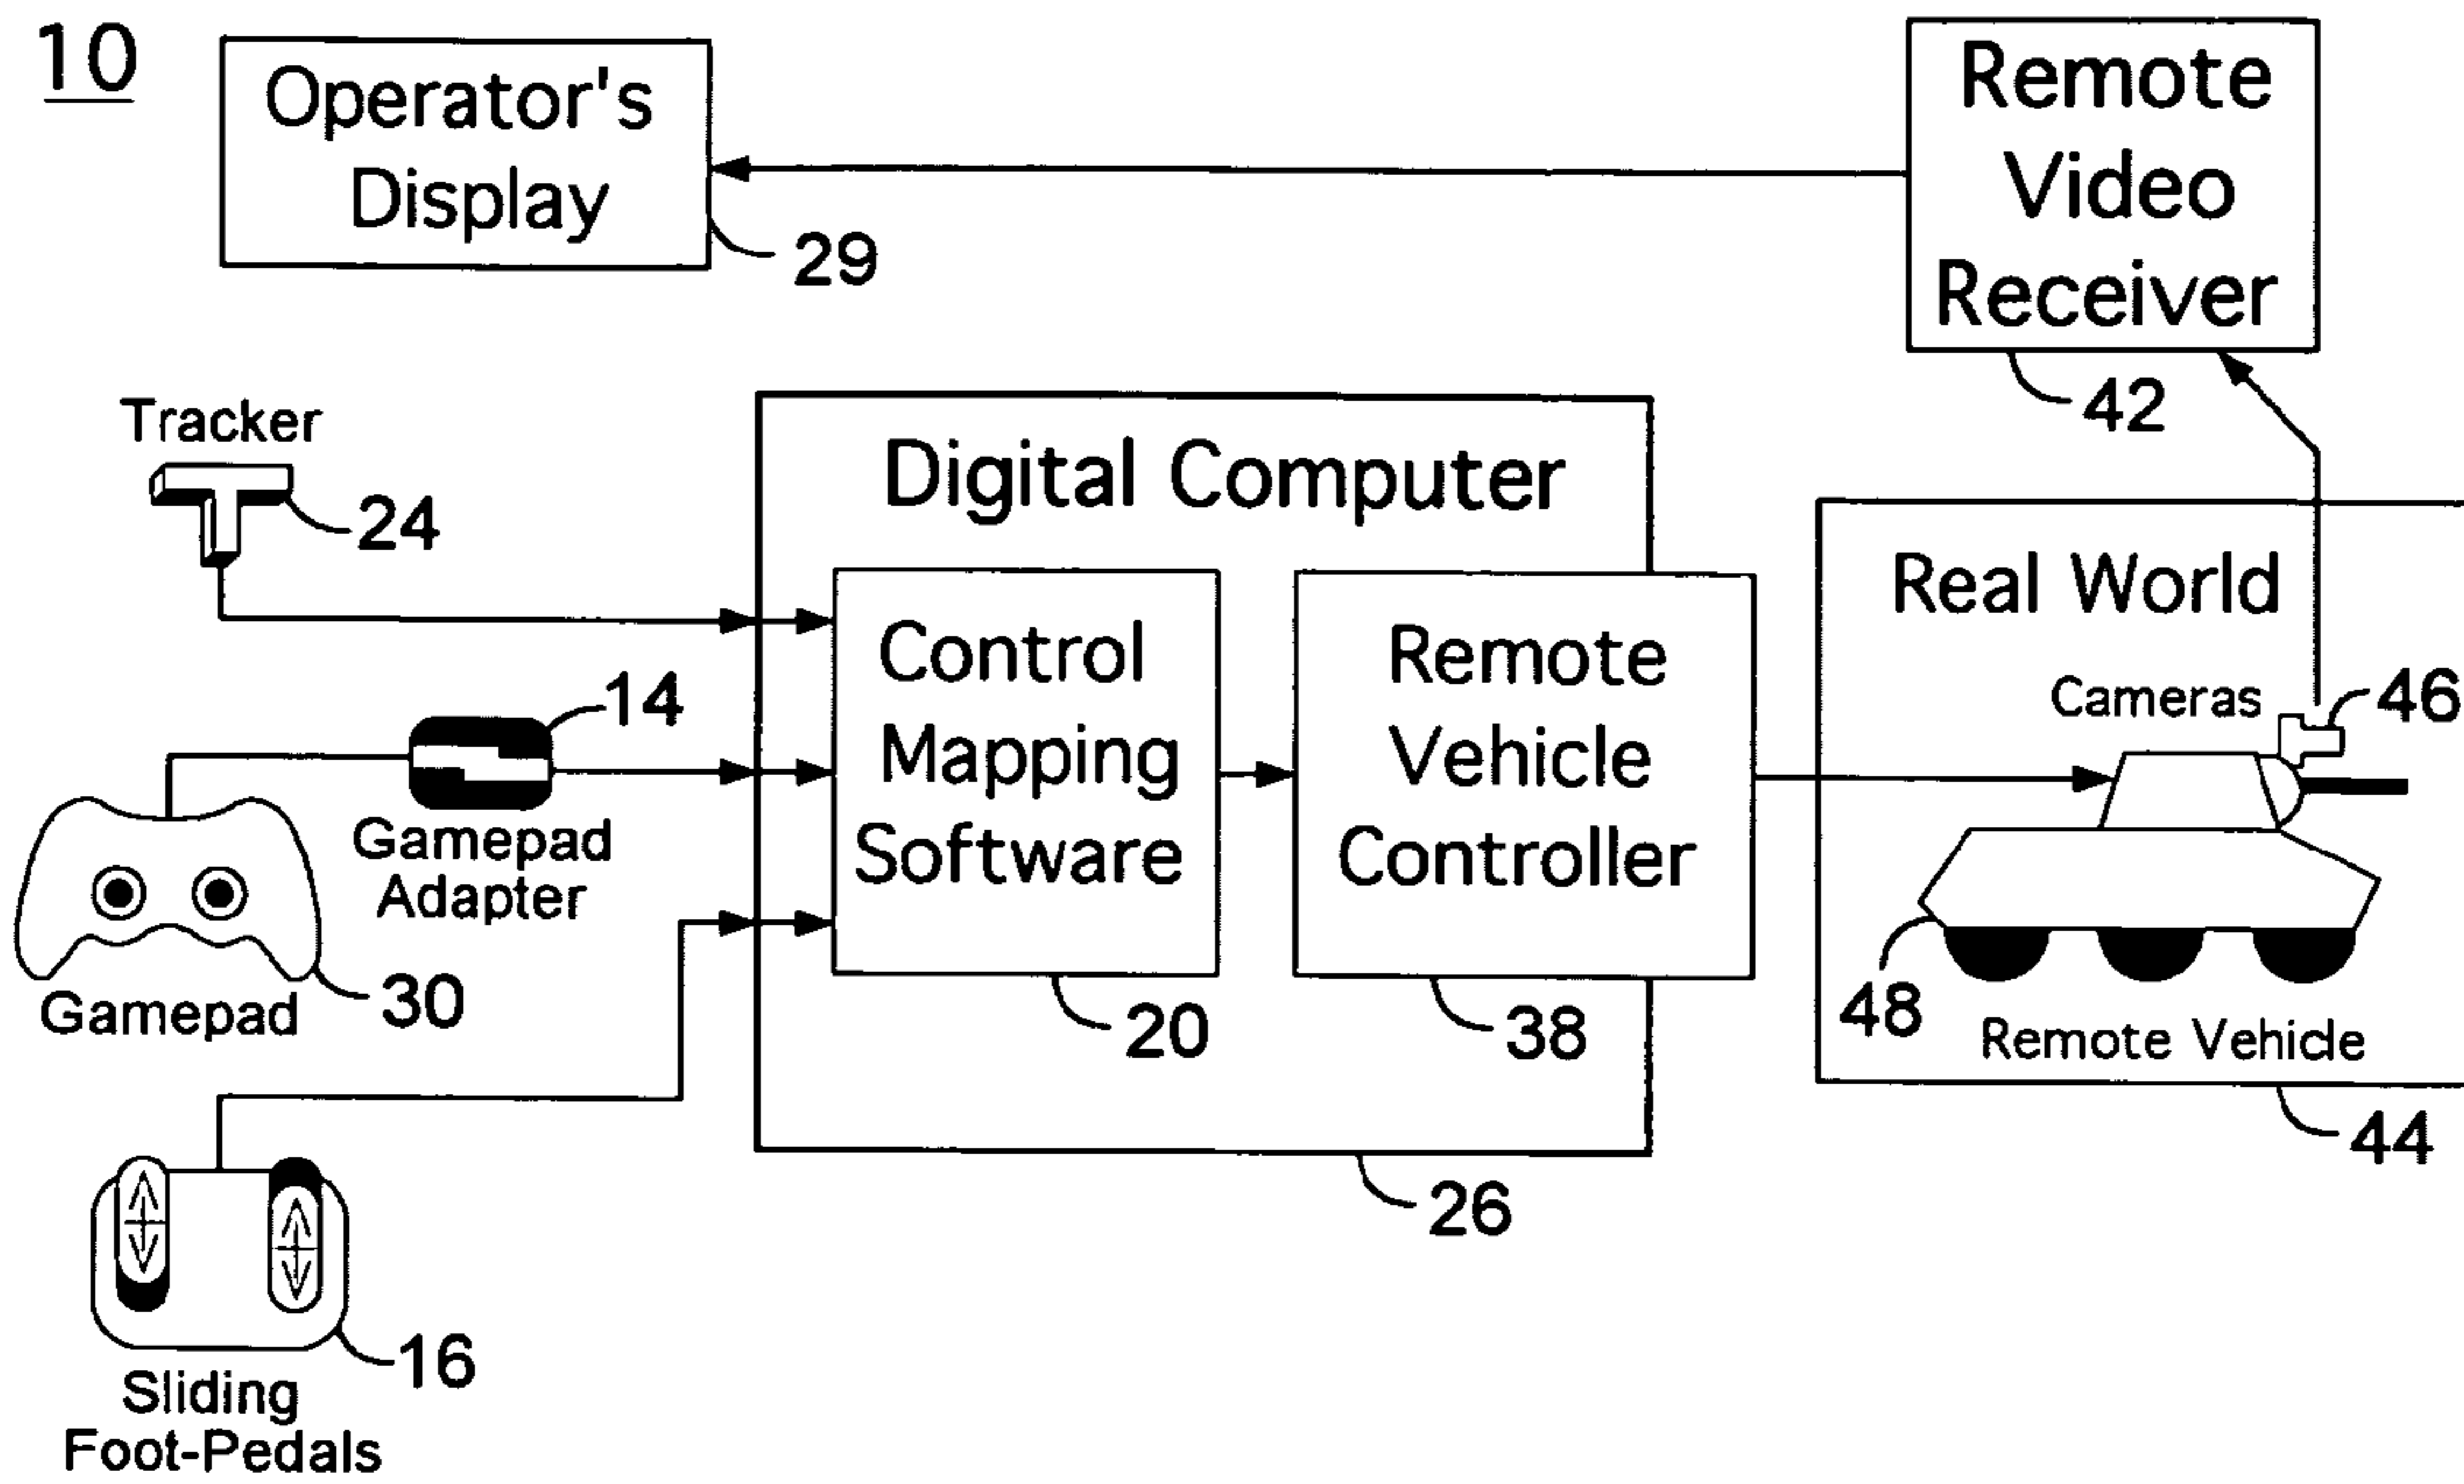 10
Operator's
Display
29
Remote
Video
Receiver
42
Tracker
24
Digital Computer
Control
Mapping
Software
20
Remote
Vehicle
Controller
38
26
Real World
Cameras
46
48
Remote Vehicle
44
14
Gamepad
Adapter
30
Gamepad
16
Sliding
Foot-Pedals